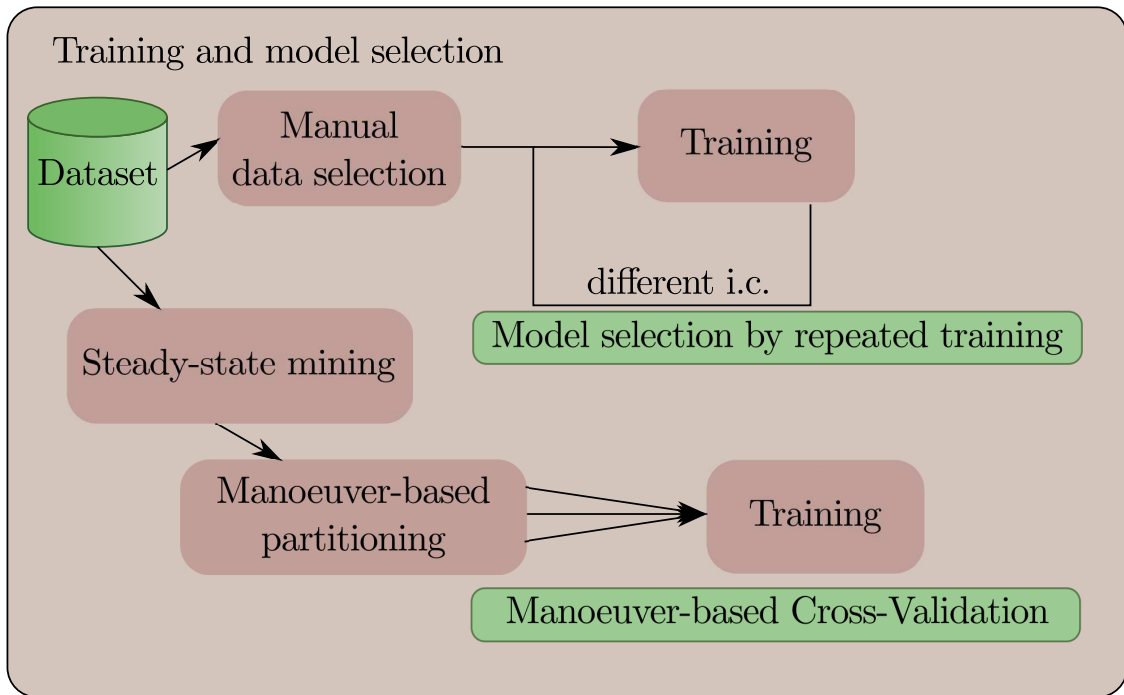 Training and model selection
Dataset
Manual
data selection
Training
different i.c.
Model selection by repeated training
Steady-state mining
Manoeuver-based
partitioning
Training
Manoeuver-based Cross-Validation